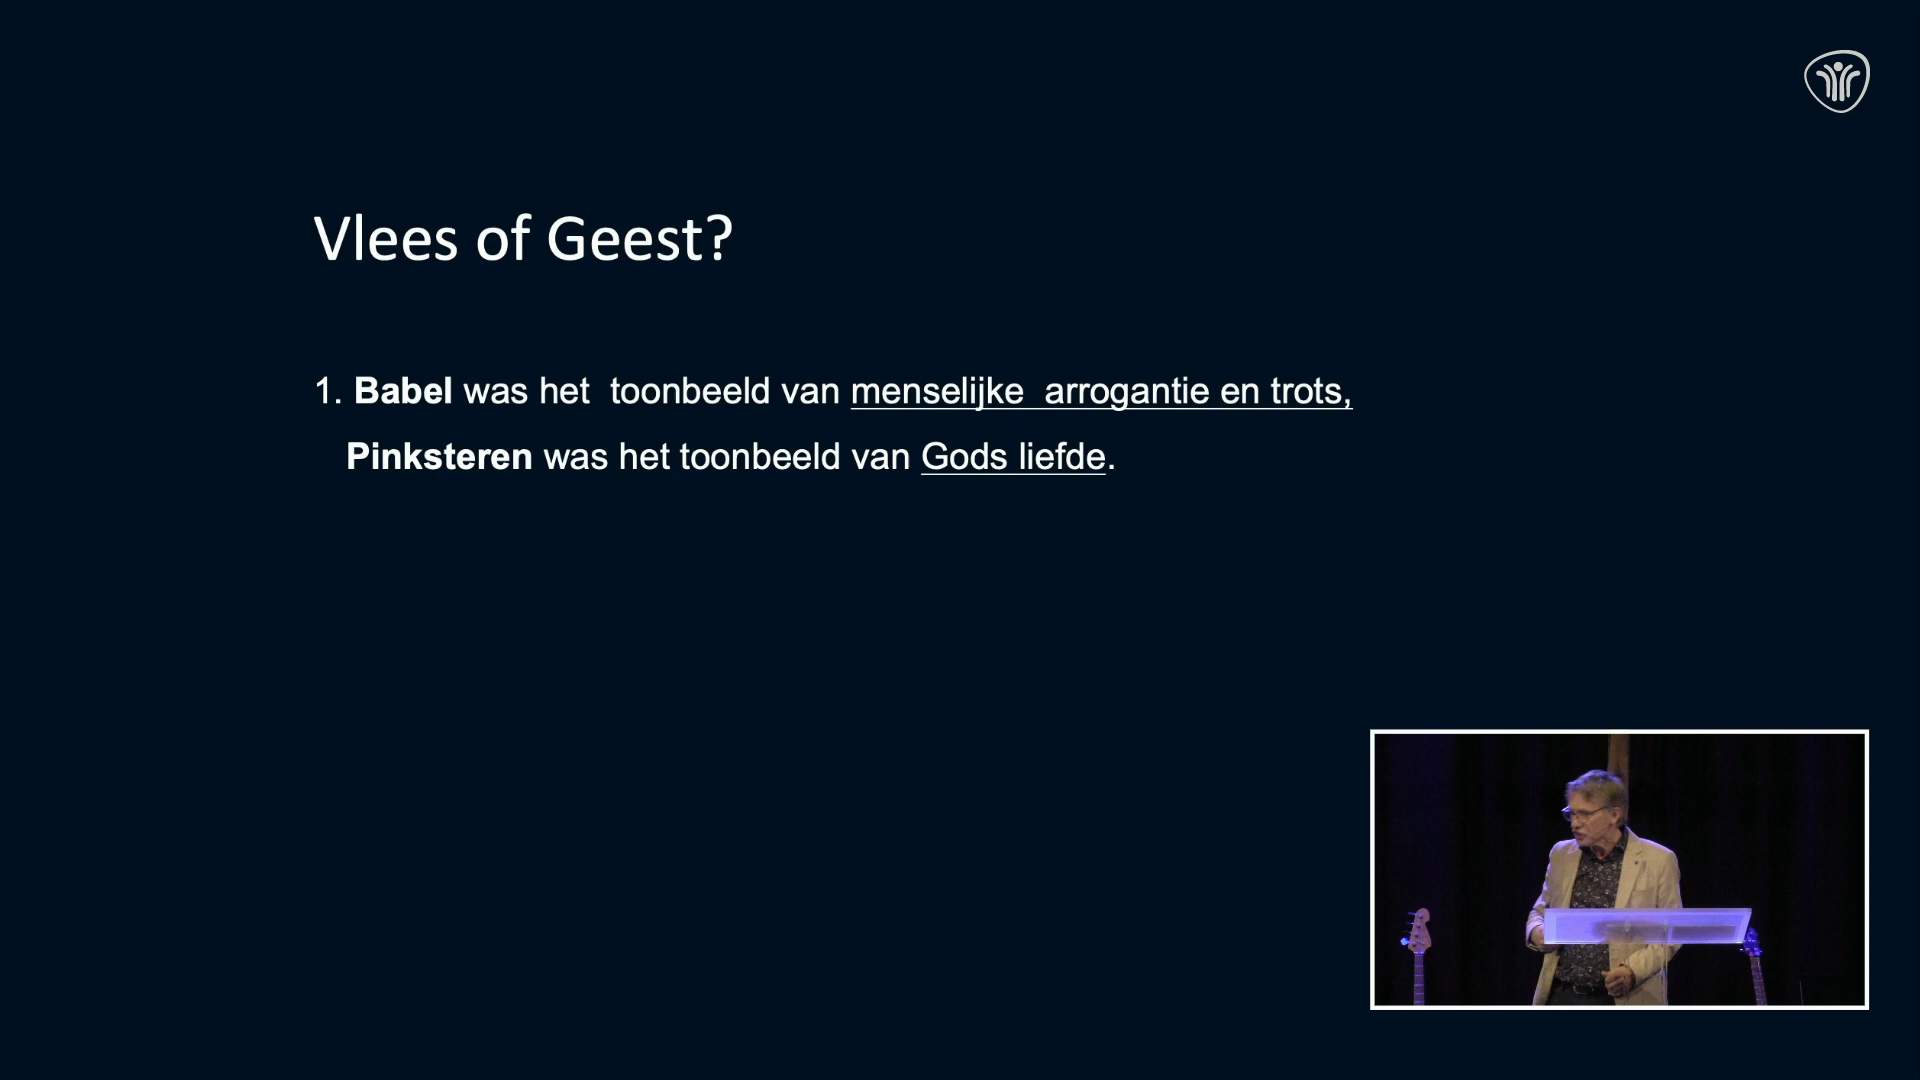 Vlees of Geest?
1. Babel was het  toonbeeld van menselijke  arrogantie en trots,
Pinksteren was het toonbeeld van Gods liefde.